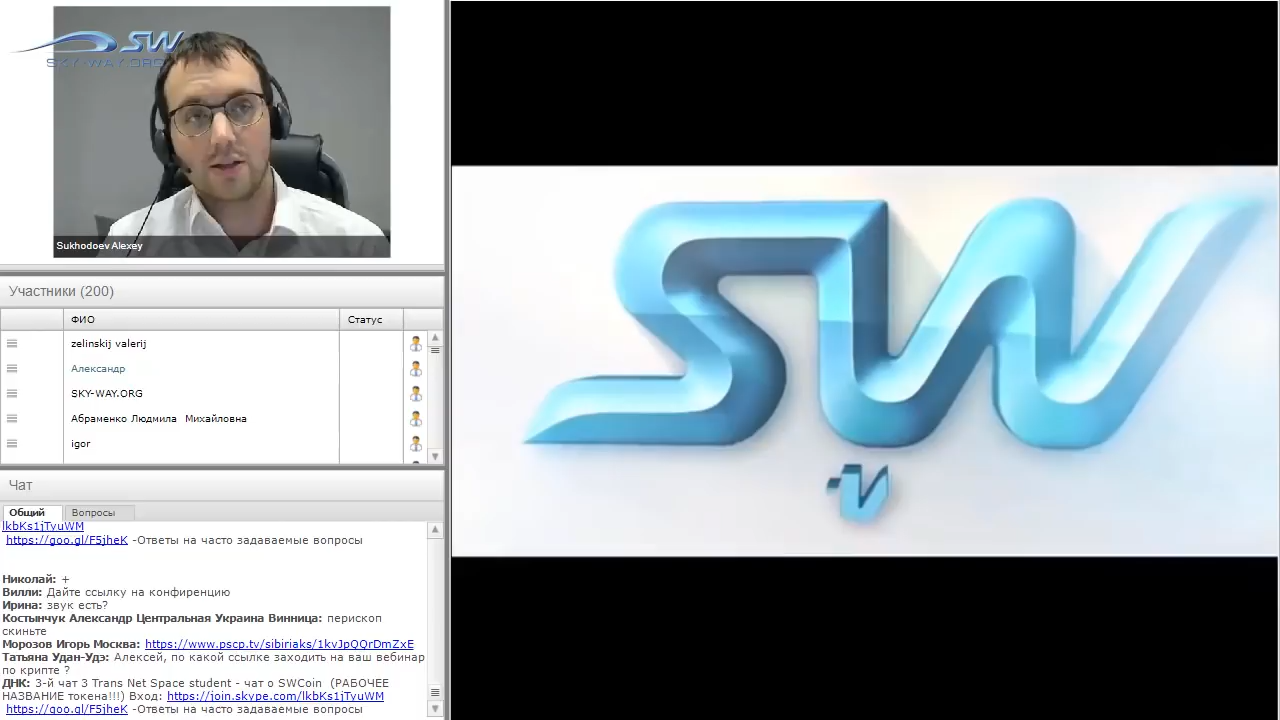 SW
SKY-WAY.ORG
Sukhodoev Alexey
Участники (200)
ФИО
Статус
zelinskij valerij
Александр
SKY-WAY.ORG
Абраменко Людмила Михайловна
igor
Чат
Общий
Вопросы
lkbKs1jTyuWM
https://goo.gl/F5jheK -Ответы на часто задаваемые вопросы
Николай: +
Вилли: Дайте ссылку на конфиренцию
Ирина: звук есть?
Костынчук Александр Центральная Украина Винница: перископ
скиньте
Морозов Игорь Москва: https://www.pscp.tv/sibiriaks/1kvJpQQrDmZxE
Татьяна Удан-Удэ: Алексей, по какой ссылке заходить на ваш вебинар
по крипте ?
ДНК: 3-й чат 3 Trans Net Space student - чат о SWCoin (РАБОЧЕЕ
НАЗВАНИЕ токена!!!) Вход: https://join.skype.com/lkbKs1jTyuWM
https://goo.gl/F5jheK -Ответы на часто задаваемые вопросы
SW